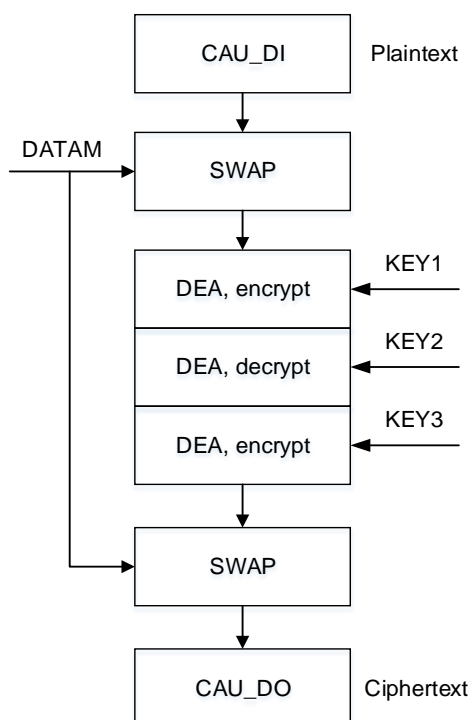 CAU_DI Plaintext
DATAM
SWAP
KEY1
DEA, encrypt
KEY2
DEA, decrypt
KEY3
DEA, encrypt
SWAP
CAU_DO Ciphertext